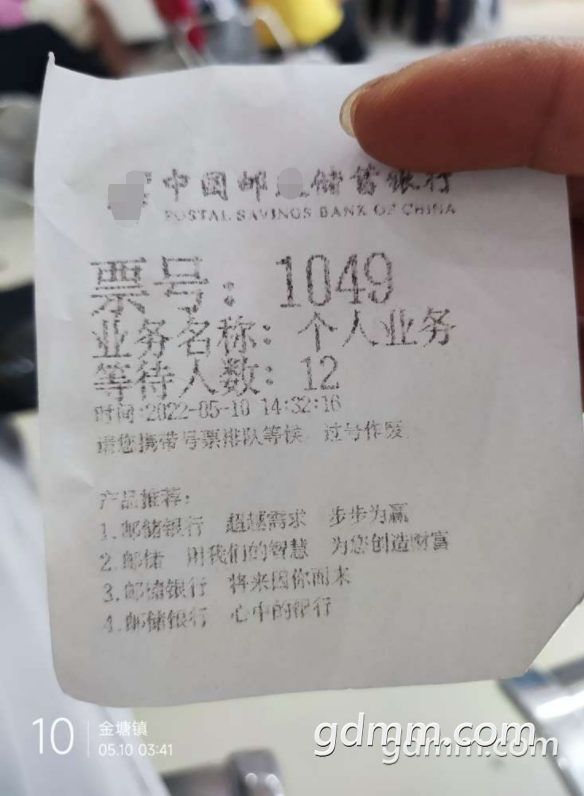 中国邮 储蓄银行
POSTAL SAVINGS BANK OF CHINA
票号: 1049
业务名称: 个人业务
等待人数: 12
时间:2022-05-10 14:32:16
请您携带号票排队等候 过号作废
产品推荐:
1.邮储银行 超越需求 步步为赢
2.邮储 用我们的智慧 为您创造财富
3.邮储银行 将来因你而来
4.邮储银行 心中的银行
10 金塘镇
05.10 03:41
gdmm.com
gdmm.com